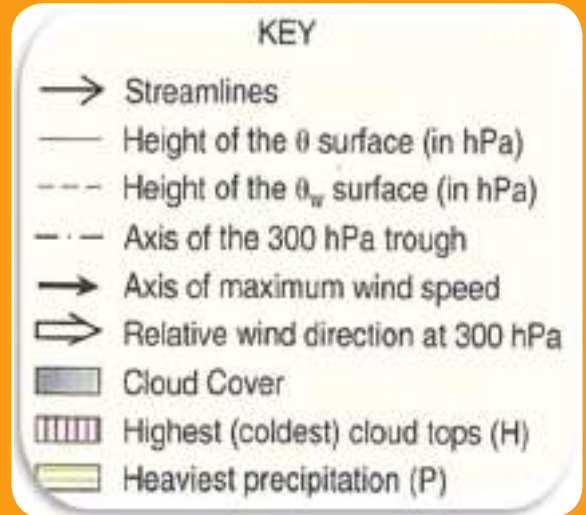 KEY
Streamlines
Height of the θ surface (in hPa)
Height of the θw surface (in hPa)
Axis of the 300 hPa trough
Axis of maximum wind speed
Relative wind direction at 300 hPa
Cloud Cover
Highest (coldest) cloud tops (H)
Heaviest precipitation (P)